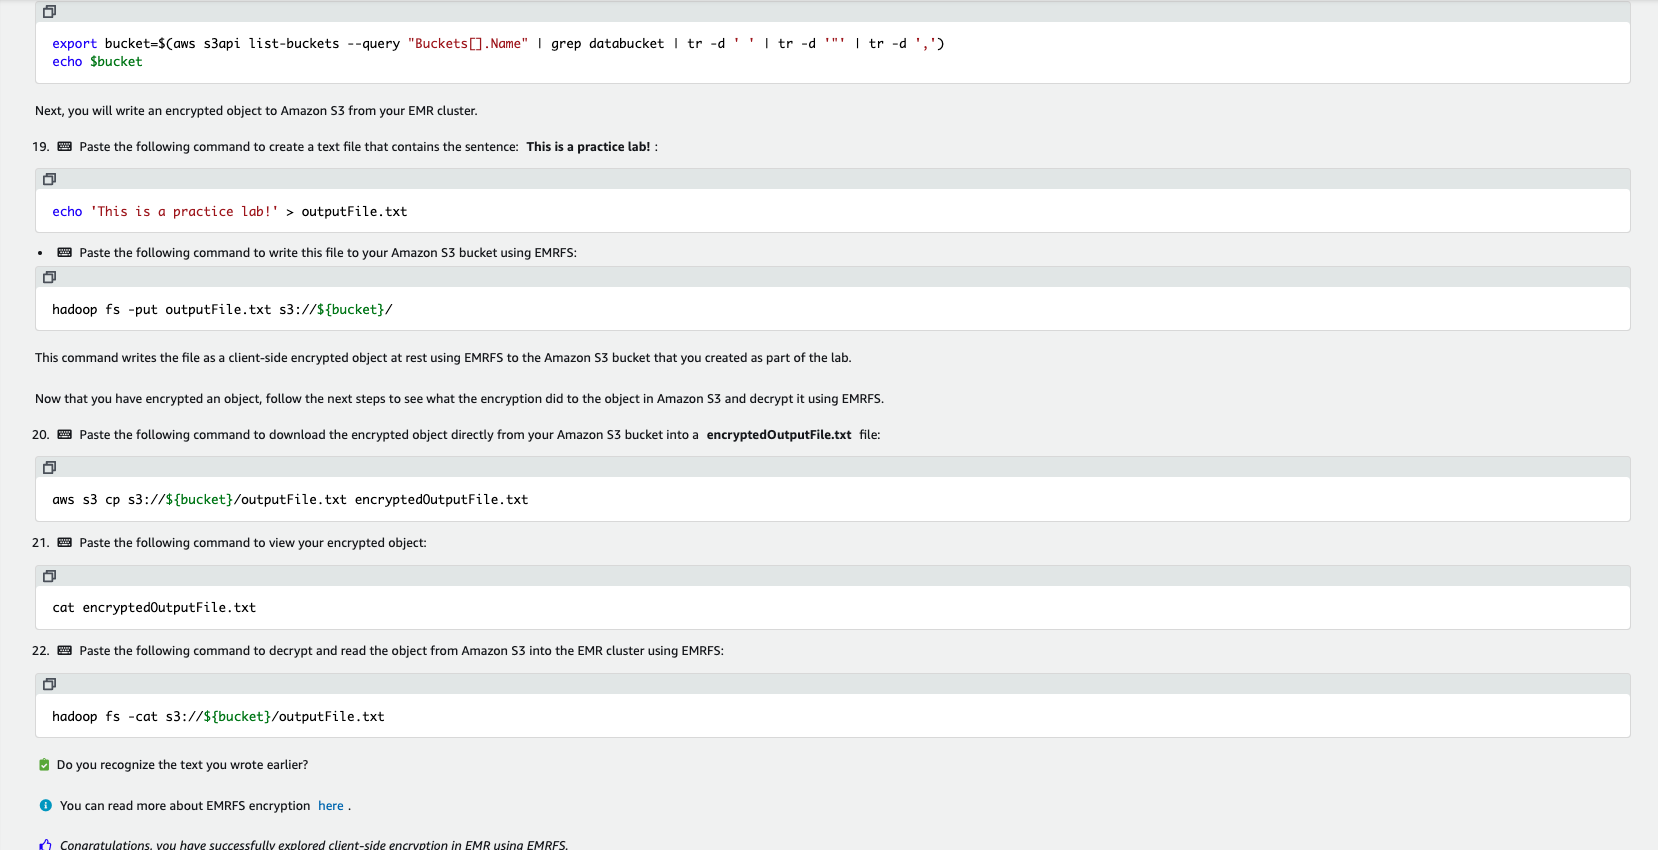 export bucket=$(aws s3api list-buckets --query "Buckets[].Name" | grep databucket | tr -d ' ' | tr -d '"' | tr -d ',')
echo $bucket
Next, you will write an encrypted object to Amazon S3 from your EMR cluster.
19. Paste the following command to create a text file that contains the sentence: This is a practice lab! :
echo 'This is a practice lab!' > outputFile.txt
• Paste the following command to write this file to your Amazon S3 bucket using EMRFS:
hadoop fs -put outputFile.txt s3://${bucket}/
This command writes the file as a client-side encrypted object at rest using EMRFS to the Amazon S3 bucket that you created as part of the lab.
Now that you have encrypted an object, follow the next steps to see what the encryption did to the object in Amazon S3 and decrypt it using EMRFS.
20. Paste the following command to download the encrypted object directly from your Amazon S3 bucket into a encryptedOutputFile.txt file:
aws s3 cp s3://${bucket}/outputFile.txt encryptedOutputFile.txt
21. Paste the following command to view your encrypted object:
cat encryptedOutputFile.txt
22. Paste the following command to decrypt and read the object from Amazon S3 into the EMR cluster using EMRFS:
hadoop fs -cat s3://${bucket}/outputFile.txt
Do you recognize the text you wrote earlier?
You can read more about EMRFS encryption here .
Congratulations, you have successfully explored client-side encryption in EMR using EMRFS.